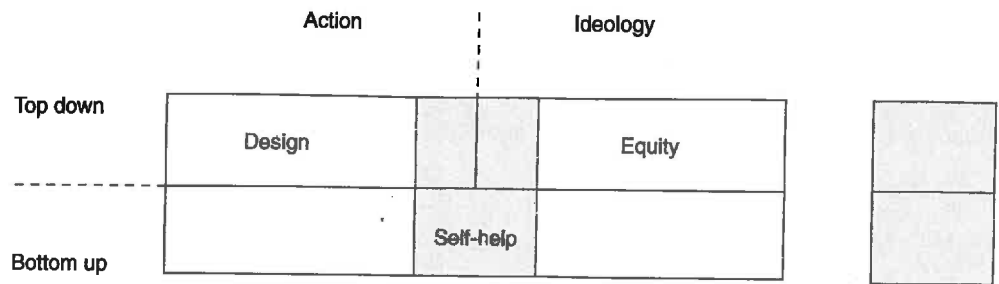 Action Ideology
Top down
Design Equity
Self-help
Bottom up